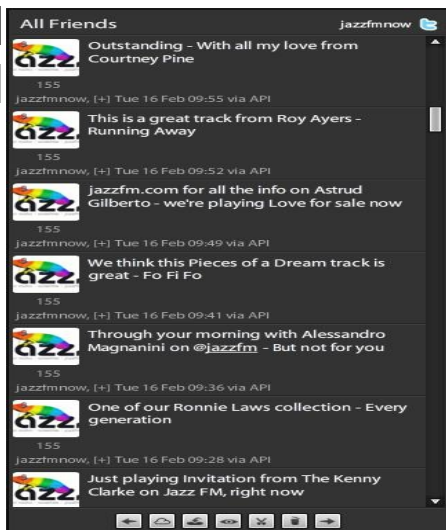 All Friends
jazzfmnow
Outstanding - With all my love from
Courtney Pine
jazz
155
jazzfmnow, [+] Tue 16 Feb 09:55 via API
This is a great track from Roy Ayers -
Running Away
jazz
155
jazzfmnow, [+] Tue 16 Feb 09:52 via API
jazzfm.com for all the info on Astrud
Gilberto - we're playing Love for sale now
jazz
155
jazzfmnow, [+] Tue 16 Feb 09:49 via API
We think this Pieces of a Dream track is
great - Fo Fi Fo
jazz
155
jazzfmnow, [+] Tue 16 Feb 09:41 via API
Through your morning with Alessandro
Magnanini on @jazzfm - But not for you
jazz
155
jazzfmnow, [+] Tue 16 Feb 09:36 via API
One of our Ronnie Laws collection - Every
generation
jazz
155
jazzfmnow, [+] Tue 16 Feb 09:28 via API
Just playing Invitation from The Kenny
Clarke on Jazz FM, right now
jazz